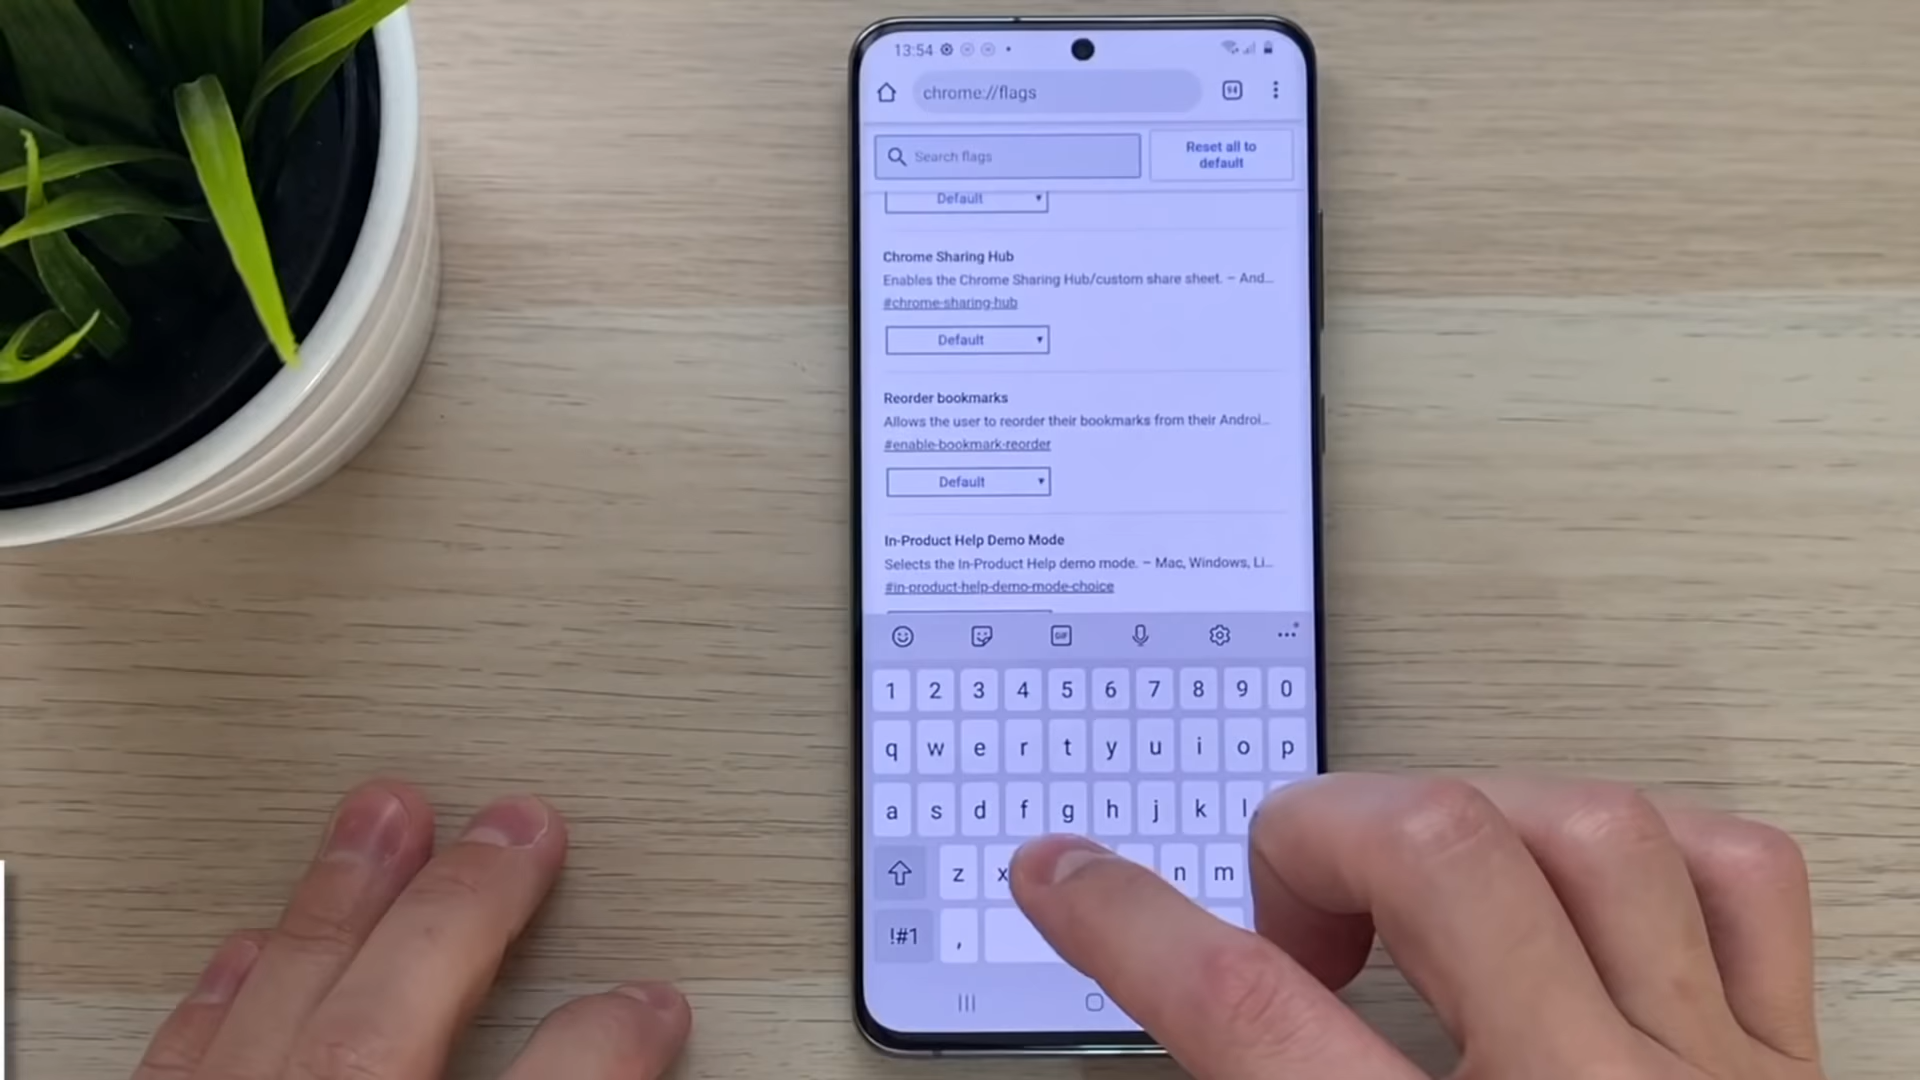 13:54
chrome://flags
94
Search flags
Reset all to
default
Default
Chrome Sharing Hub
Enables the Chrome Sharing Hub/custom share sheet. – And...
#chrome-sharing-hub
Default
Reorder bookmarks
Allows the user to reorder their bookmarks from their Androi...
#enable-bookmark-reorder
Default
In-Product Help Demo Mode
Selects the In-Product Help demo mode. – Mac, Windows, Li...
#in-product-help-demo-mode-choice
GIF
1 2 3 4 5 6 7 8 9 0
q w e r t y u i o p
a s d f g h j k l
z x n m
!#1 ,